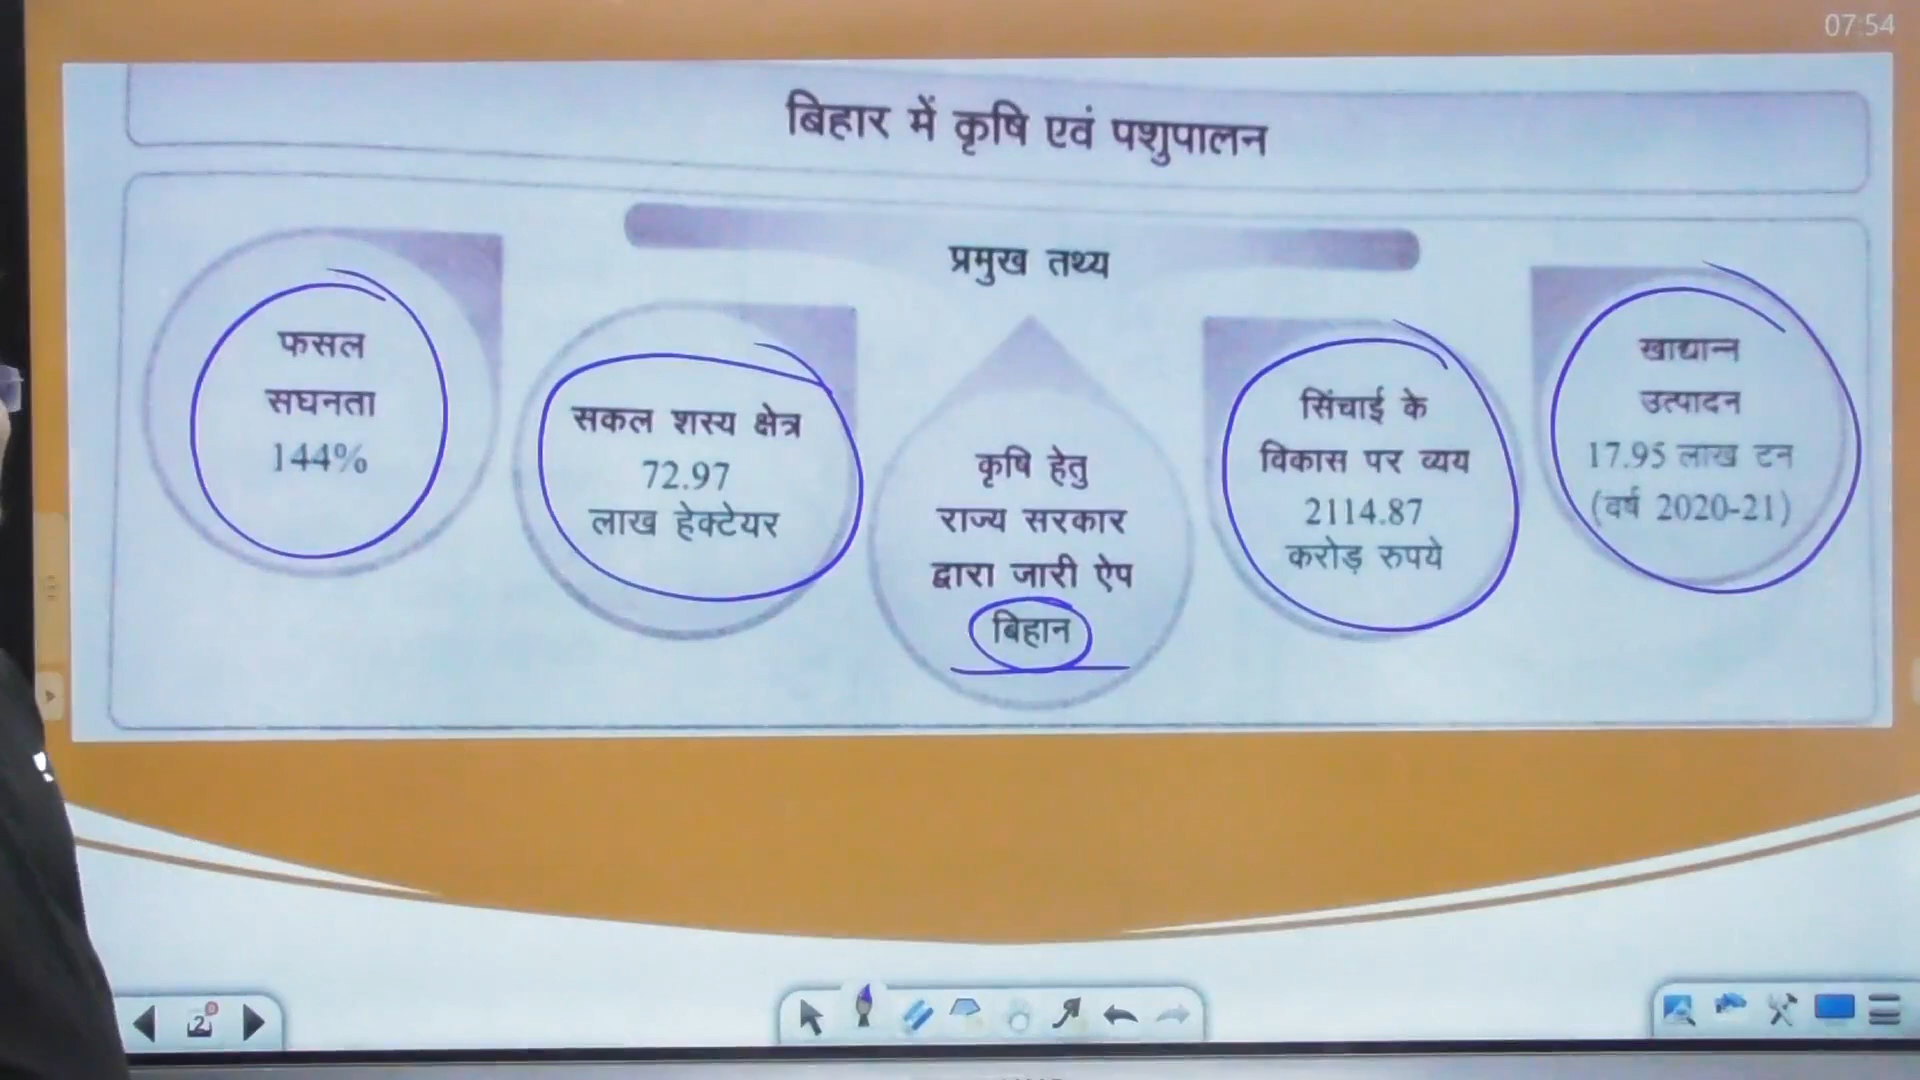 07:54
बिहार में कृषि एवं पशुपालन
प्रमुख तथ्य
फसल
सघनता
144%
सकल शस्य क्षेत्र
72.97
लाख हेक्टेयर
कृषि हेतु
राज्य सरकार
द्वारा जारी ऐप
बिहान
सिंचाई के
विकास पर व्यय
2114.87
करोड़ रुपये
खाद्यान्न
उत्पादन
17.95 लाख टन
(वर्ष 2020-21)
2